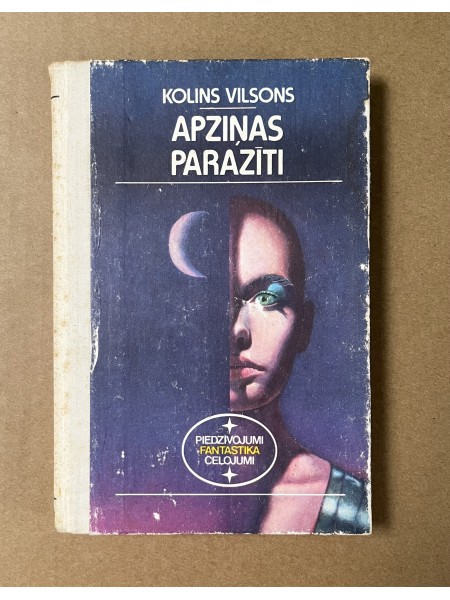 KOLINS VILSONS
APZIŅAS
PARAZĪTI
PIEDZĪVOJUMI
FANTASTIKA
CEĻOJUMI